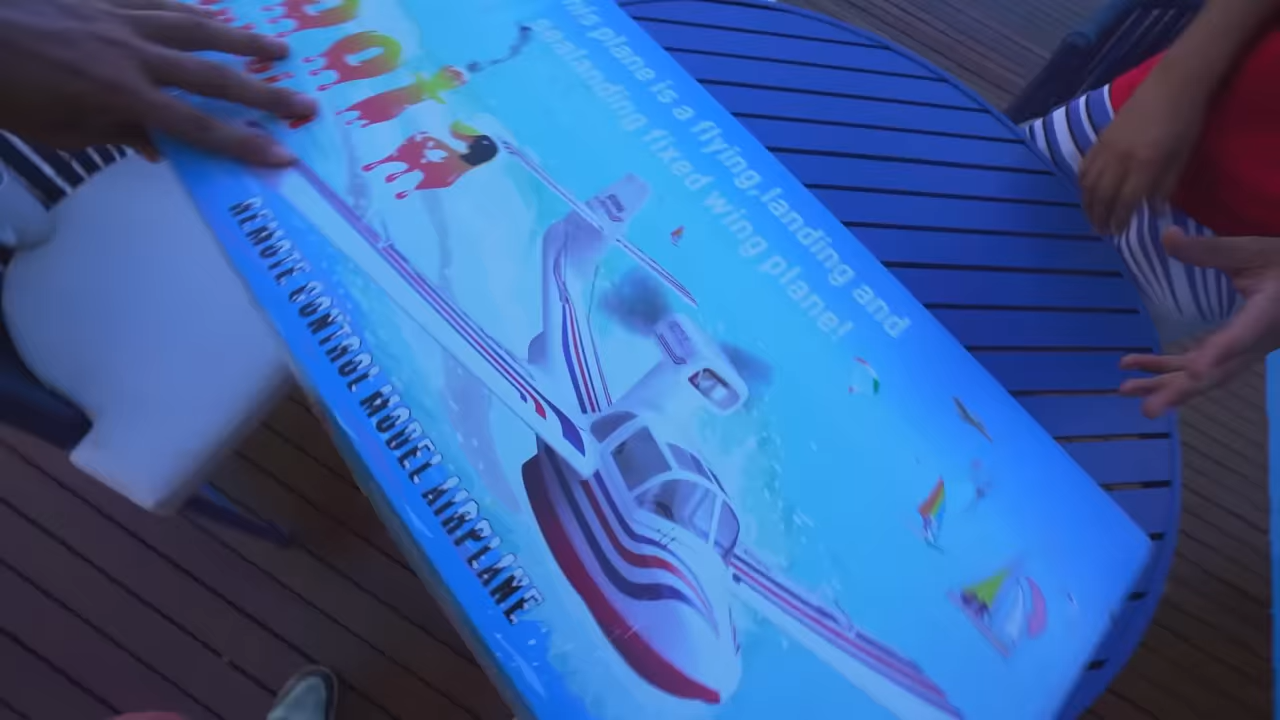 his plane is a flying,landing and
sealanding fixed wing plane!
REMOTE CONTROL MODEL AIRPLANE